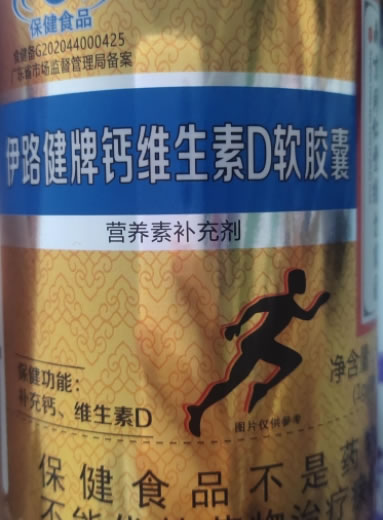 保健食品
食健备G202044000425
广东省市场监督管理局备案
伊路健牌钙维生素D软胶囊
营养素补充剂
保健功能:
补充钙、维生素D
净含量
图片仅供参考
保健食品不是药